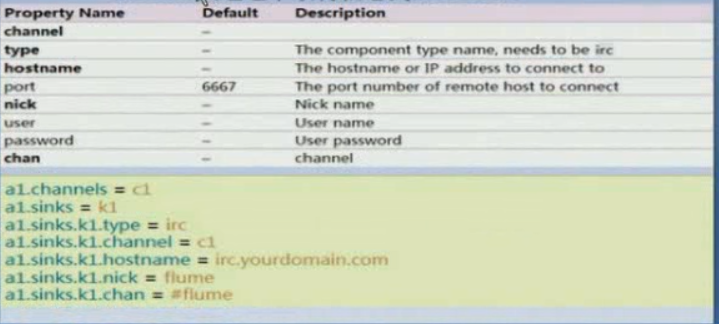 Property Name Default Description
channel –
type – The component type name, needs to be irc
hostname – The hostname or IP address to connect to
port 6667 The port number of remote host to connect
nick – Nick name
user – User name
password – User password
chan – channel
a1.channels = c1
a1.sinks = k1
a1.sinks.k1.type = irc
a1.sinks.k1.channel = c1
a1.sinks.k1.hostname = irc.yourdomain.com
a1.sinks.k1.nick = flume
a1.sinks.k1.chan = #flume